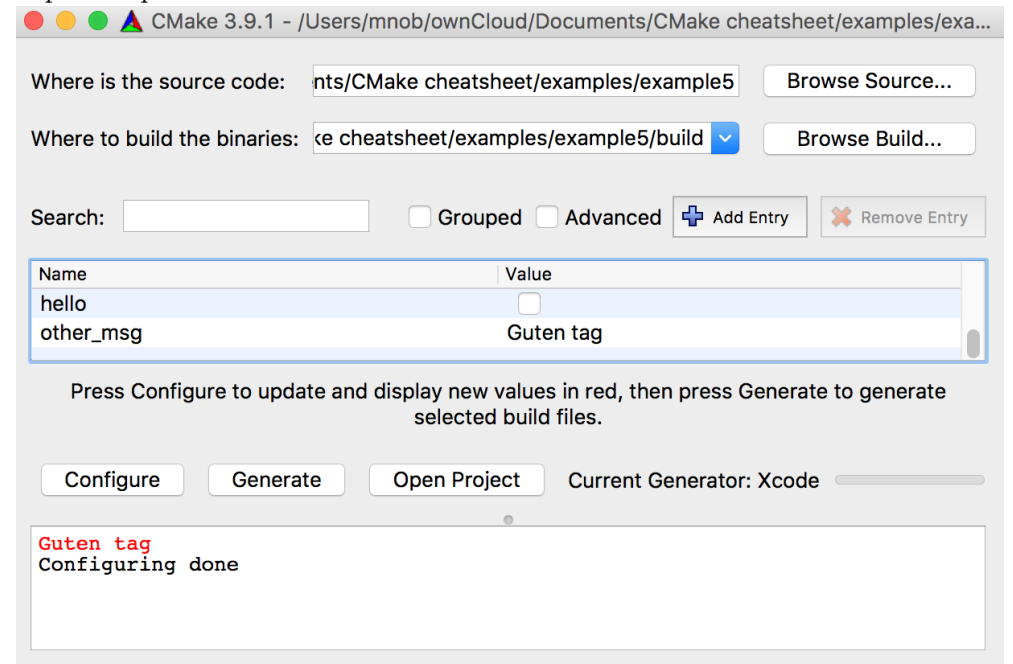 CMake 3.9.1 - /Users/mnob/ownCloud/Documents/CMake cheatsheet/examples/exa...
Where is the source code: nts/CMake cheatsheet/examples/example5 Browse Source...
Where to build the binaries: ke cheatsheet/examples/example5/build Browse Build...
Search: Grouped Advanced Add Entry Remove Entry
Name Value
hello
other_msg Guten tag
Press Configure to update and display new values in red, then press Generate to generate
selected build files.
Configure Generate Open Project Current Generator: Xcode
Guten tag
Configuring done